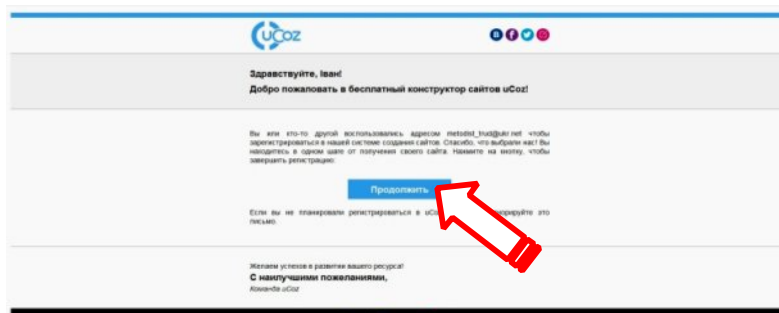 uCoz
Здравствуйте, Іван!
Добро пожаловать в бесплатный конструктор сайтов uCoz!
Вы или кто-то другой воспользовались адресом metodist_trud@ukr.net чтобы
зарегистрироваться в нашей системе создания сайтов. Спасибо, что выбрали нас! Вы
находитесь в одном шаге от получения своего сайта. Нажмите на кнопку, чтобы
завершить регистрацию.
Продолжить
Если вы не планировали регистрироваться в uCoz это
письмо.
Желаем успехов в развитии вашего ресурса!
С наилучшими пожеланиями,
Команда uCoz